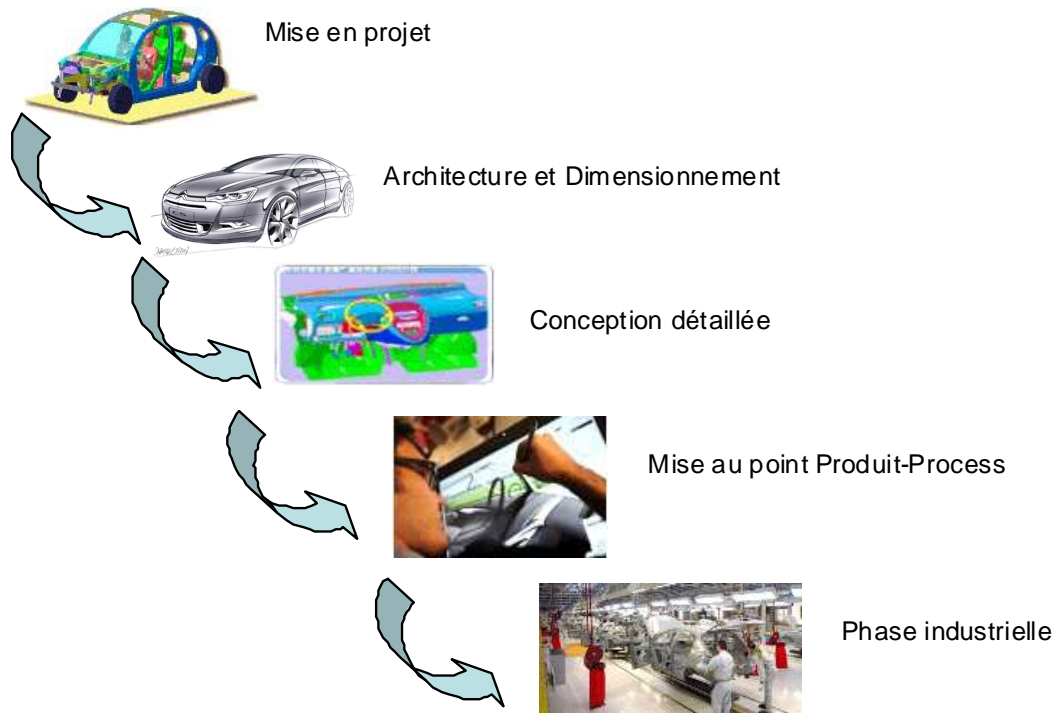 Mise en projet
Architecture et Dimensionnement
Conception détaillée
Mise au point Produit-Process
Phase industrielle